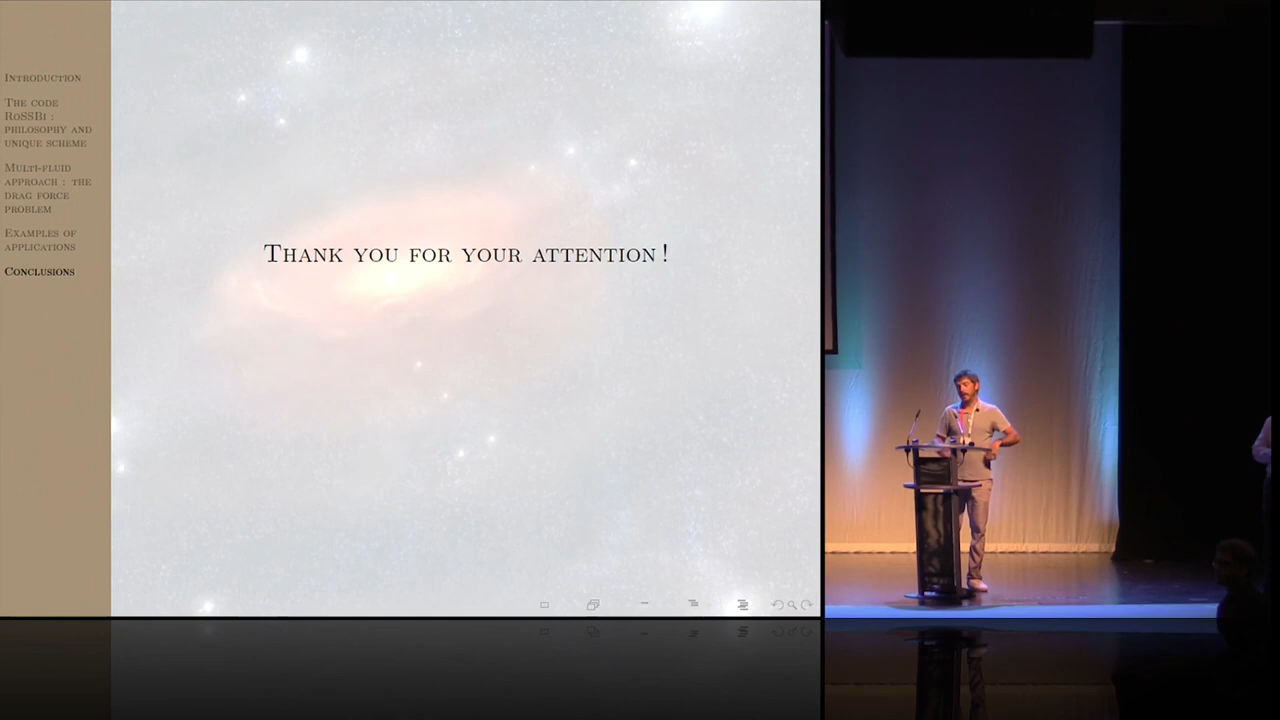 Introduction
The code
RoSSBi :
philosophy and
unique scheme
Multi-fluid
approach : the
drag force
problem
Examples of
applications
Conclusions
Thank you for your attention !